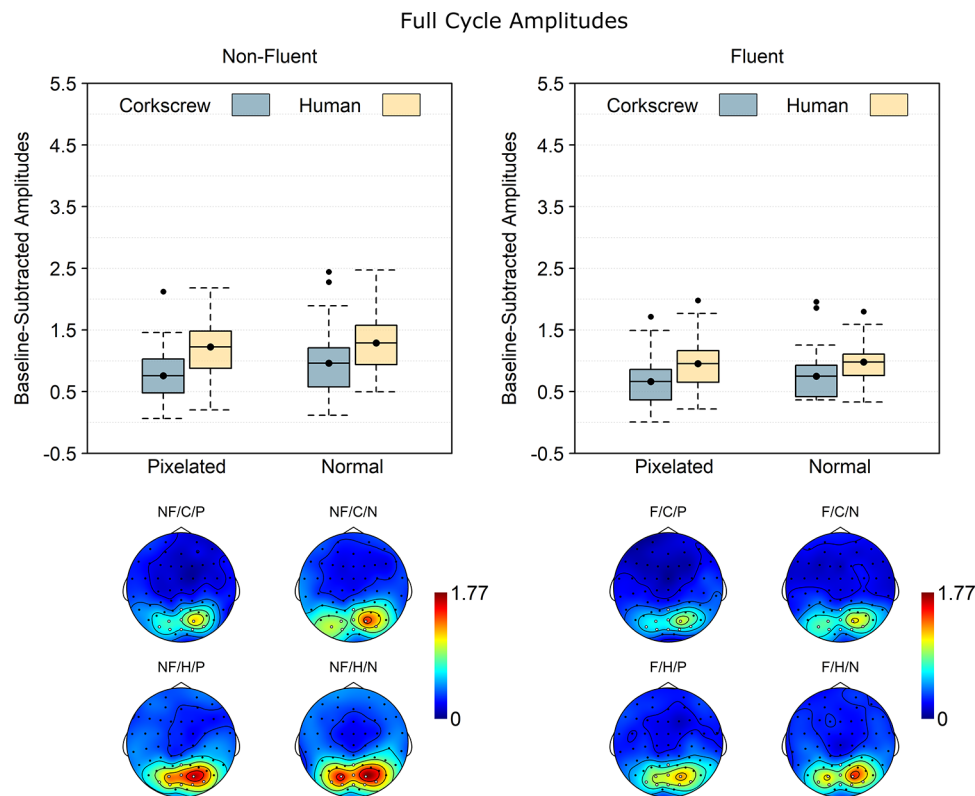 Full Cycle Amplitudes
Non-Fluent
Baseline-Subtracted Amplitudes
5.5
4.5
3.5
2.5
1.5
0.5
-0.5
Corkscrew Human
Pixelated Normal
Fluent
Baseline-Subtracted Amplitudes
5.5
4.5
3.5
2.5
1.5
0.5
-0.5
Corkscrew Human
Pixelated Normal
NF/C/P NF/C/N
NF/H/P NF/H/N
1.77
0
F/C/P F/C/N
F/H/P F/H/N
1.77
0